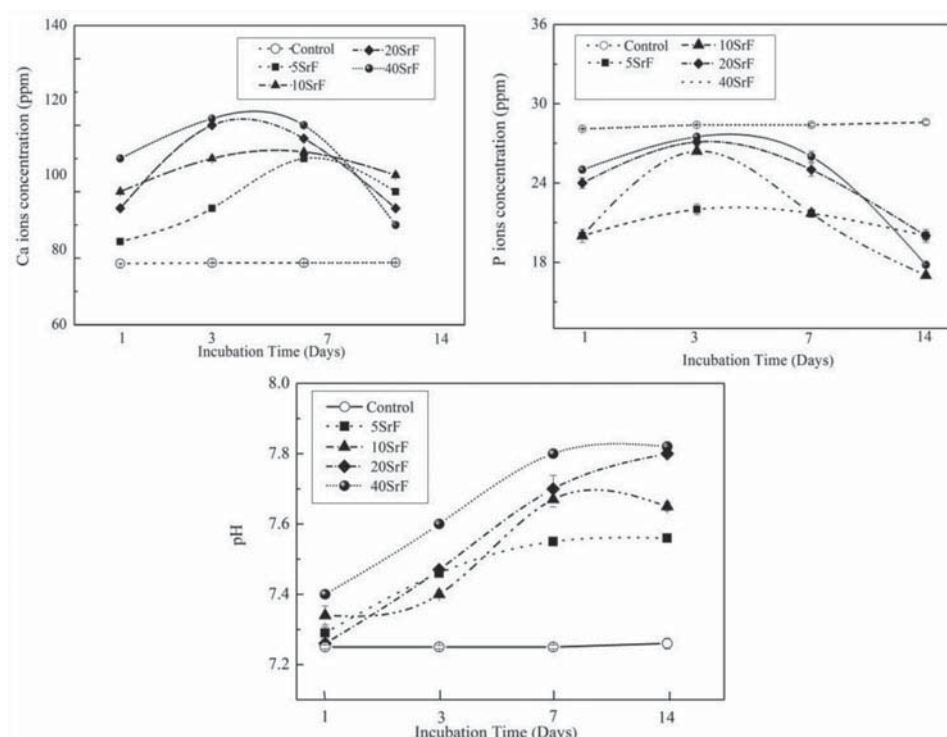 140
120
100
80
60
Ca ions concentration (ppm)
Control
5SrF
10SrF
20SrF
40SrF
1
3
7
14
Incubation Time (Days)
36
30
24
18
P ions concentration (ppm)
Control
5SrF
10SrF
20SrF
40SrF
1
3
7
14
Incubation Time (Days)
8.0
7.8
7.6
7.4
7.2
pH
Control
5SrF
10SrF
20SrF
40SrF
1
3
7
14
Incubation Time (Days)